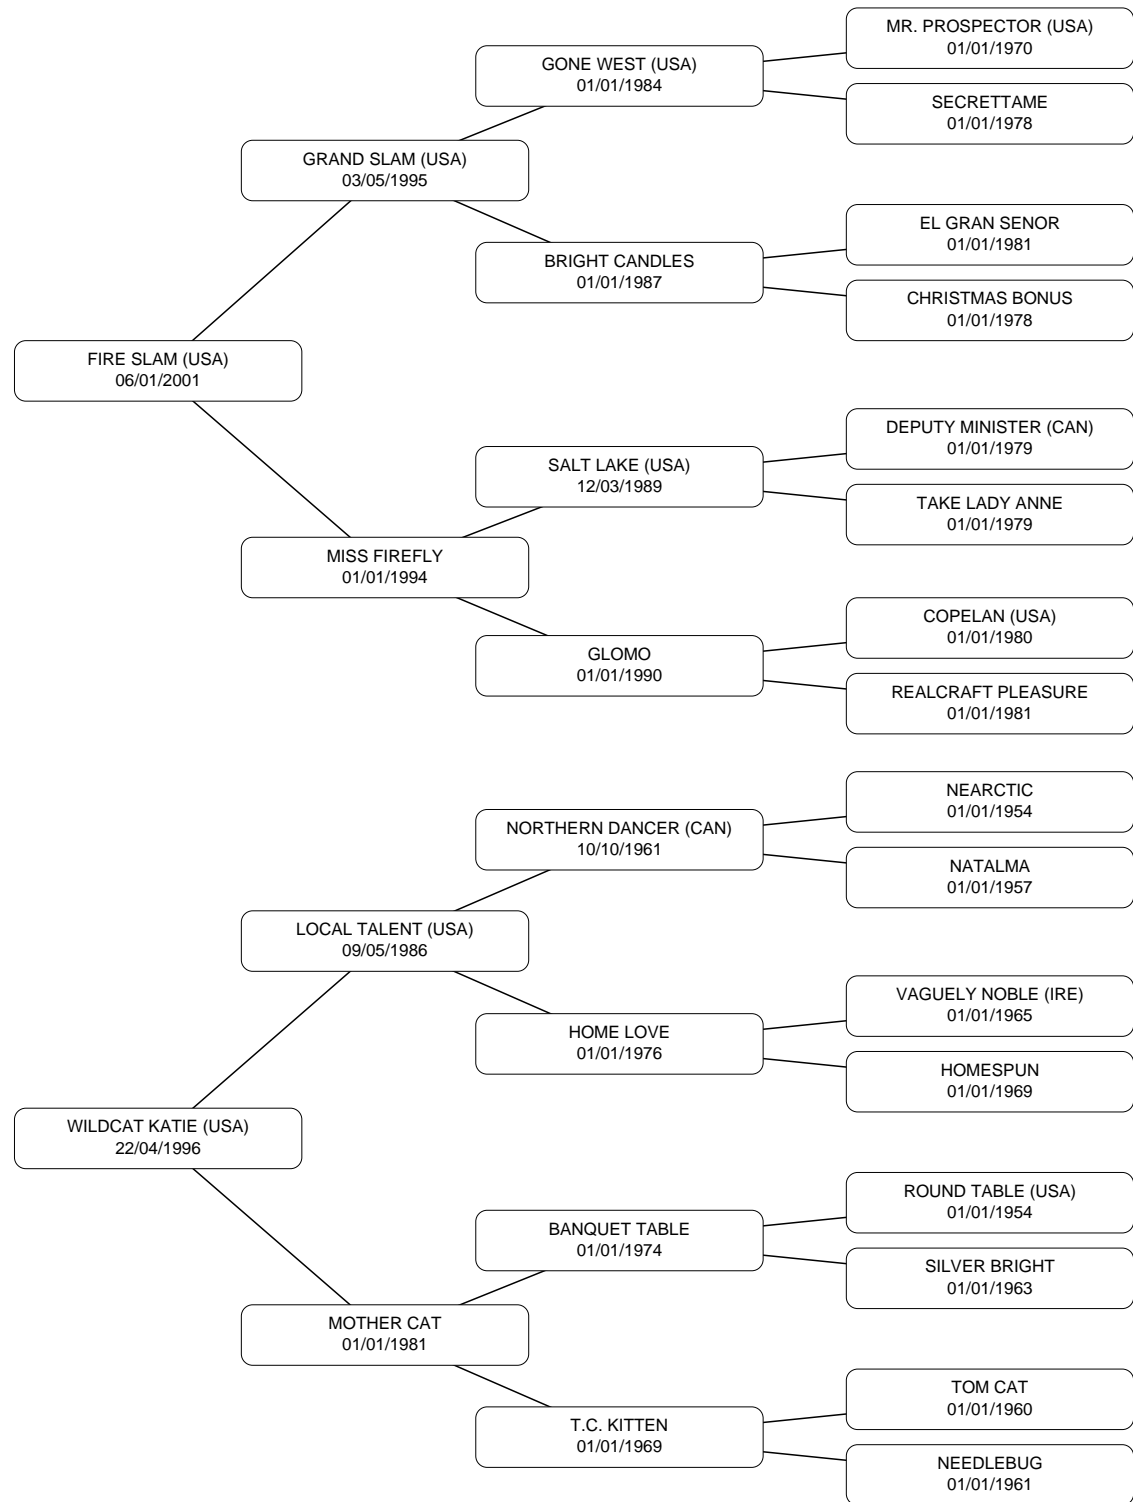 MR. PROSPECTOR (USA)
01/01/1970
GONE WEST (USA)
01/01/1984
SECRETTAME
01/01/1978
GRAND SLAM (USA)
03/05/1995
EL GRAN SENOR
01/01/1981
BRIGHT CANDLES
01/01/1987
CHRISTMAS BONUS
01/01/1978
FIRE SLAM (USA)
06/01/2001
DEPUTY MINISTER (CAN)
01/01/1979
SALT LAKE (USA)
12/03/1989
TAKE LADY ANNE
01/01/1979
MISS FIREFLY
01/01/1994
COPELAN (USA)
01/01/1980
GLOMO
01/01/1990
REALCRAFT PLEASURE
01/01/1981
NEARCTIC
01/01/1954
NORTHERN DANCER (CAN)
10/10/1961
NATALMA
01/01/1957
LOCAL TALENT (USA)
09/05/1986
VAGUELY NOBLE (IRE)
01/01/1965
HOME LOVE
01/01/1976
HOMESPUN
01/01/1969
WILDCAT KATIE (USA)
22/04/1996
ROUND TABLE (USA)
01/01/1954
BANQUET TABLE
01/01/1974
SILVER BRIGHT
01/01/1963
MOTHER CAT
01/01/1981
TOM CAT
01/01/1960
T.C. KITTEN
01/01/1969
NEEDLEBUG
01/01/1961